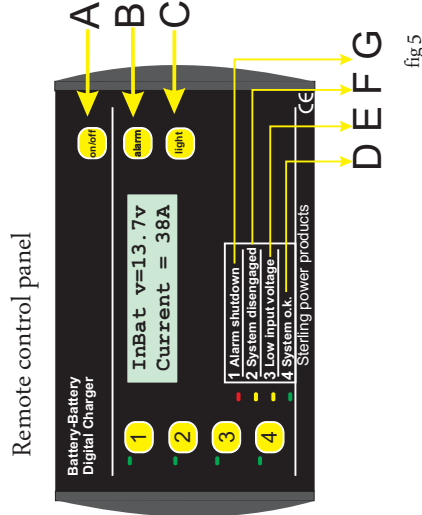 Remote control panel
Battery-Battery
Digital Charger
InBat v=13.7v
Current = 38A
on/off
alarm
light
A
B
C
1
2
3
4
1 Alarm shutdown
2 System disengaged
3 Low input voltage
4 System o.k.
Sterling power products
CE
D E F G
fig 5